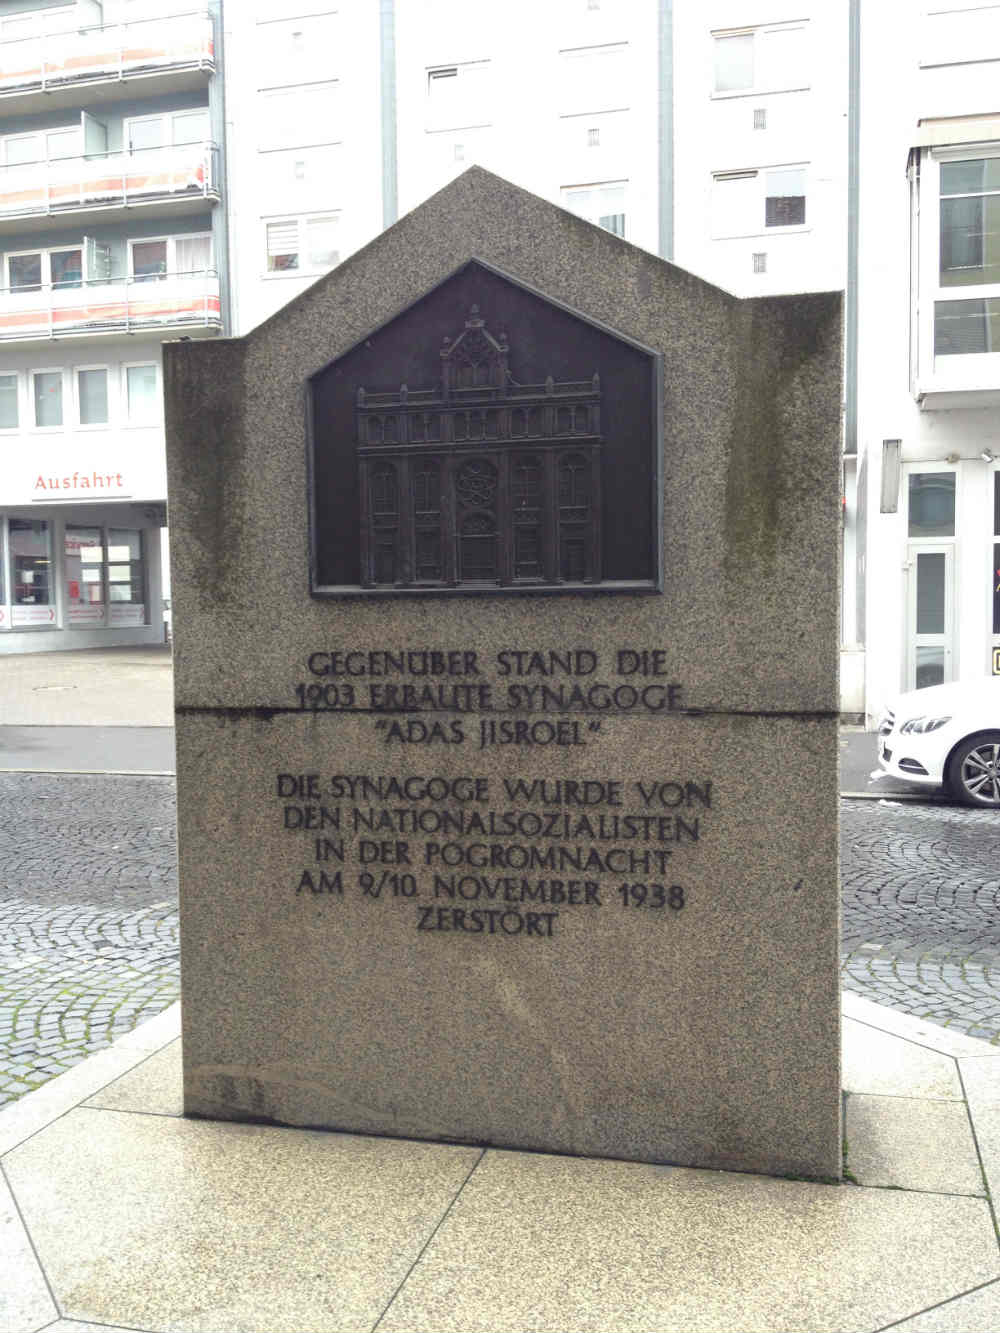 Ausfahrt
GEGENÜBER STAND DIE
1903 ERBAUTE SYNAGOGE
"ADAS JISROEL"
DIE SYNAGOGE WURDE VON
DEN NATIONALSOZIALISTEN
IN DER POGROMNACHT
AM 9/10. NOVEMBER 1938
ZERSTÖRT